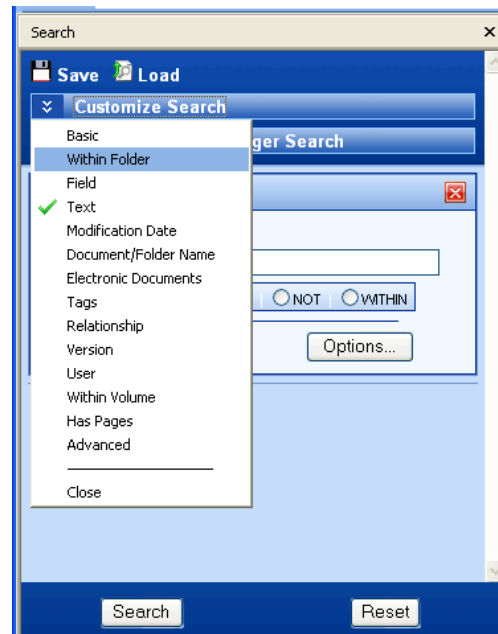 Search
Save Load
Customize Search
ger Search
Basic
Within Folder
Field
Text
Modification Date
Document/Folder Name
Electronic Documents
Tags
Relationship
Version
User
Within Volume
Has Pages
Advanced
Close
NOT WITHIN
Options...
Search Reset